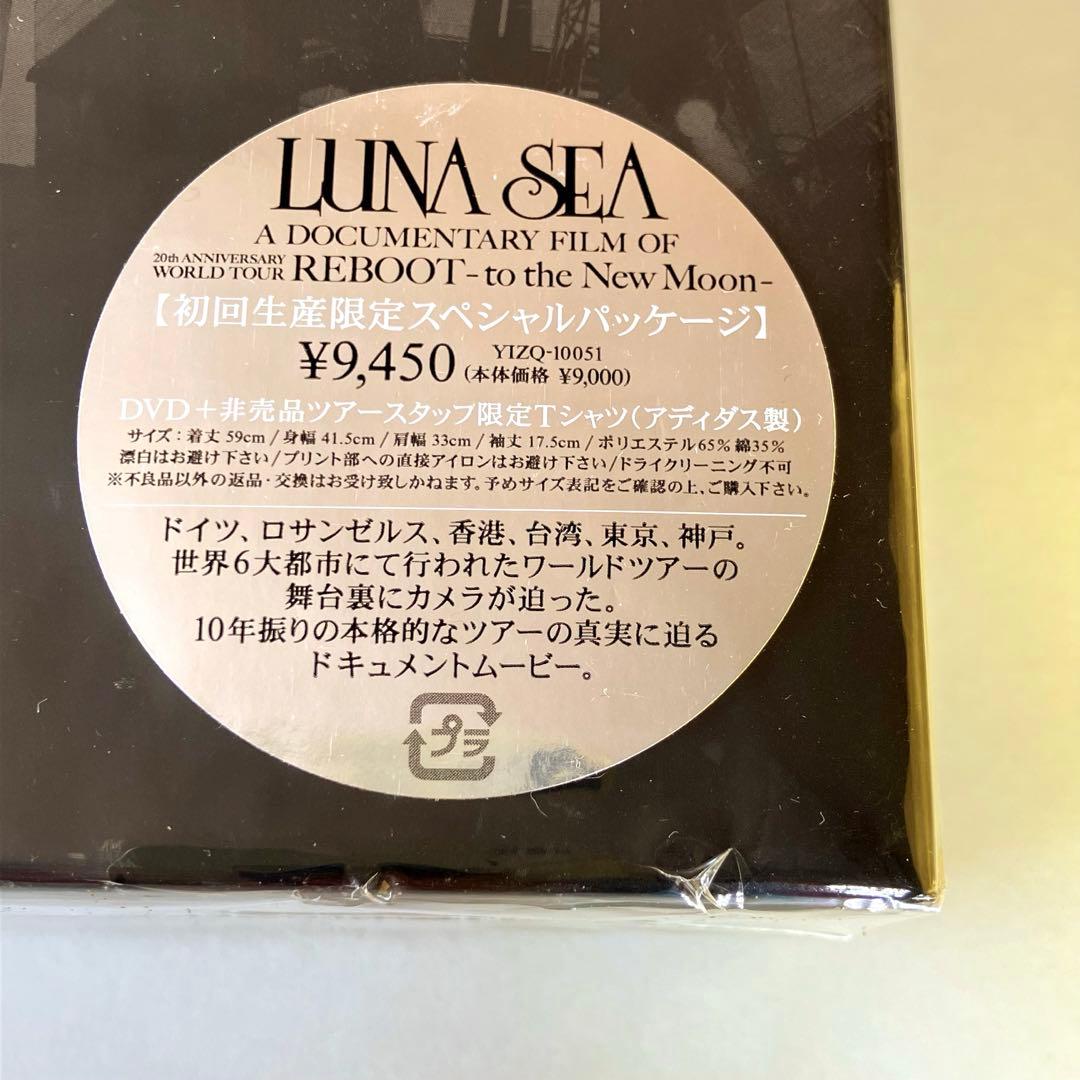 LUNA SEA
A DOCUMENTARY FILM OF
20th ANNIVERSARY
WORLD TOUR REBOOT -to the New Moon-
【初回生産限定スペシャルパッケージ】
¥9,450 YIZQ-10051
(本体価格 ¥9,000)
DVD+非売品ツアースタッフ限定Tシャツ(アディダス製)
サイズ:着丈 59cm / 身幅 41.5cm / 肩幅 33cm / 袖丈 17.5cm / ポリエステル65% 綿35%
漂白はお避け下さい/プリント部への直接アイロンはお避け下さい/ドライクリーニング不可
※不良品以外の返品・交換はお受け致しかねます。予めサイズ表記をご確認の上、ご購入下さい。
ドイツ、ロサンゼルス、香港、台湾、東京、神戸。
世界6大都市にて行われたワールドツアーの
舞台裏にカメラが迫った。
10年振りの本格的なツアーの真実に迫る
ドキュメントムービー。
プラ